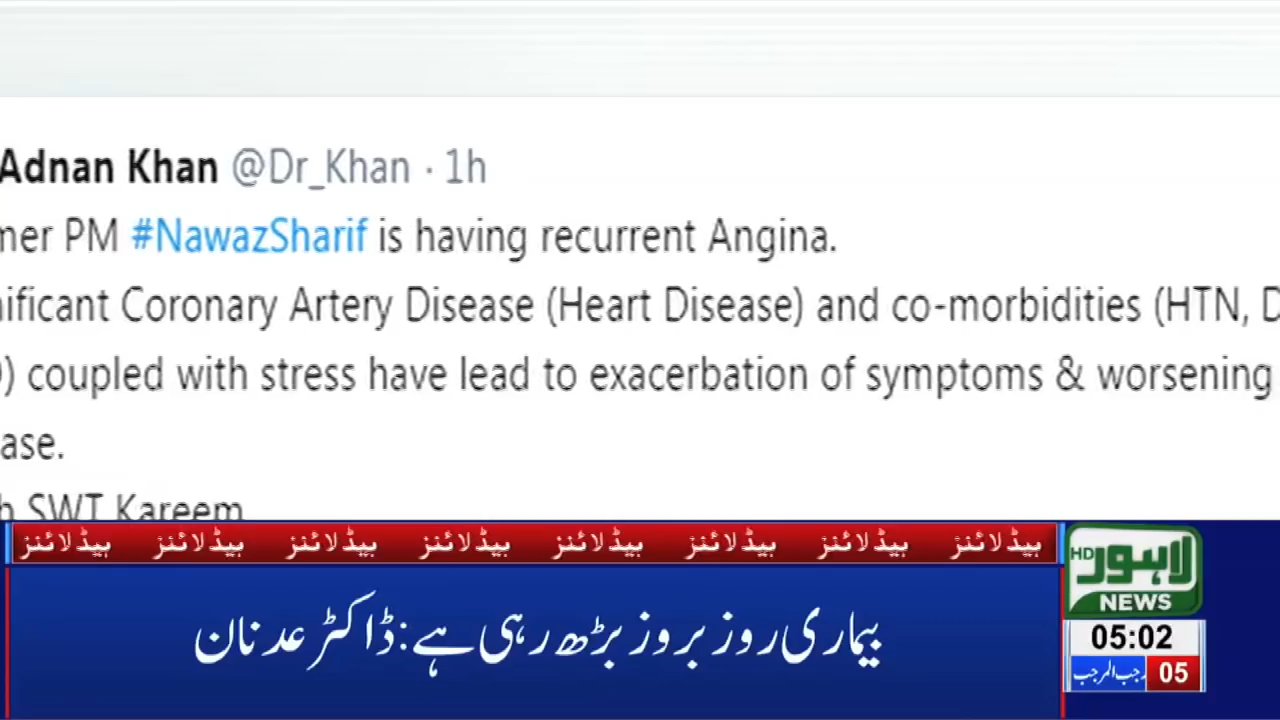 Adnan Khan @Dr_Khan · 1h
mer PM #NawazSharif is having recurrent Angina.
nificant Coronary Artery Disease (Heart Disease) and co-morbidities (HTN, D
) coupled with stress have lead to exacerbation of symptoms & worsening
ase.
h SWT Kareem
ہیڈلائنز ہیڈلائنز ہیڈلائنز ہیڈلائنز ہیڈلائنز ہیڈلائنز ہیڈلائنز ہیڈلائنز
بیماری روز بروز بڑھ رہی ہے: ڈاکٹر عدنان
لاہور HD
NEWS
05:02
رجب المرجب 05